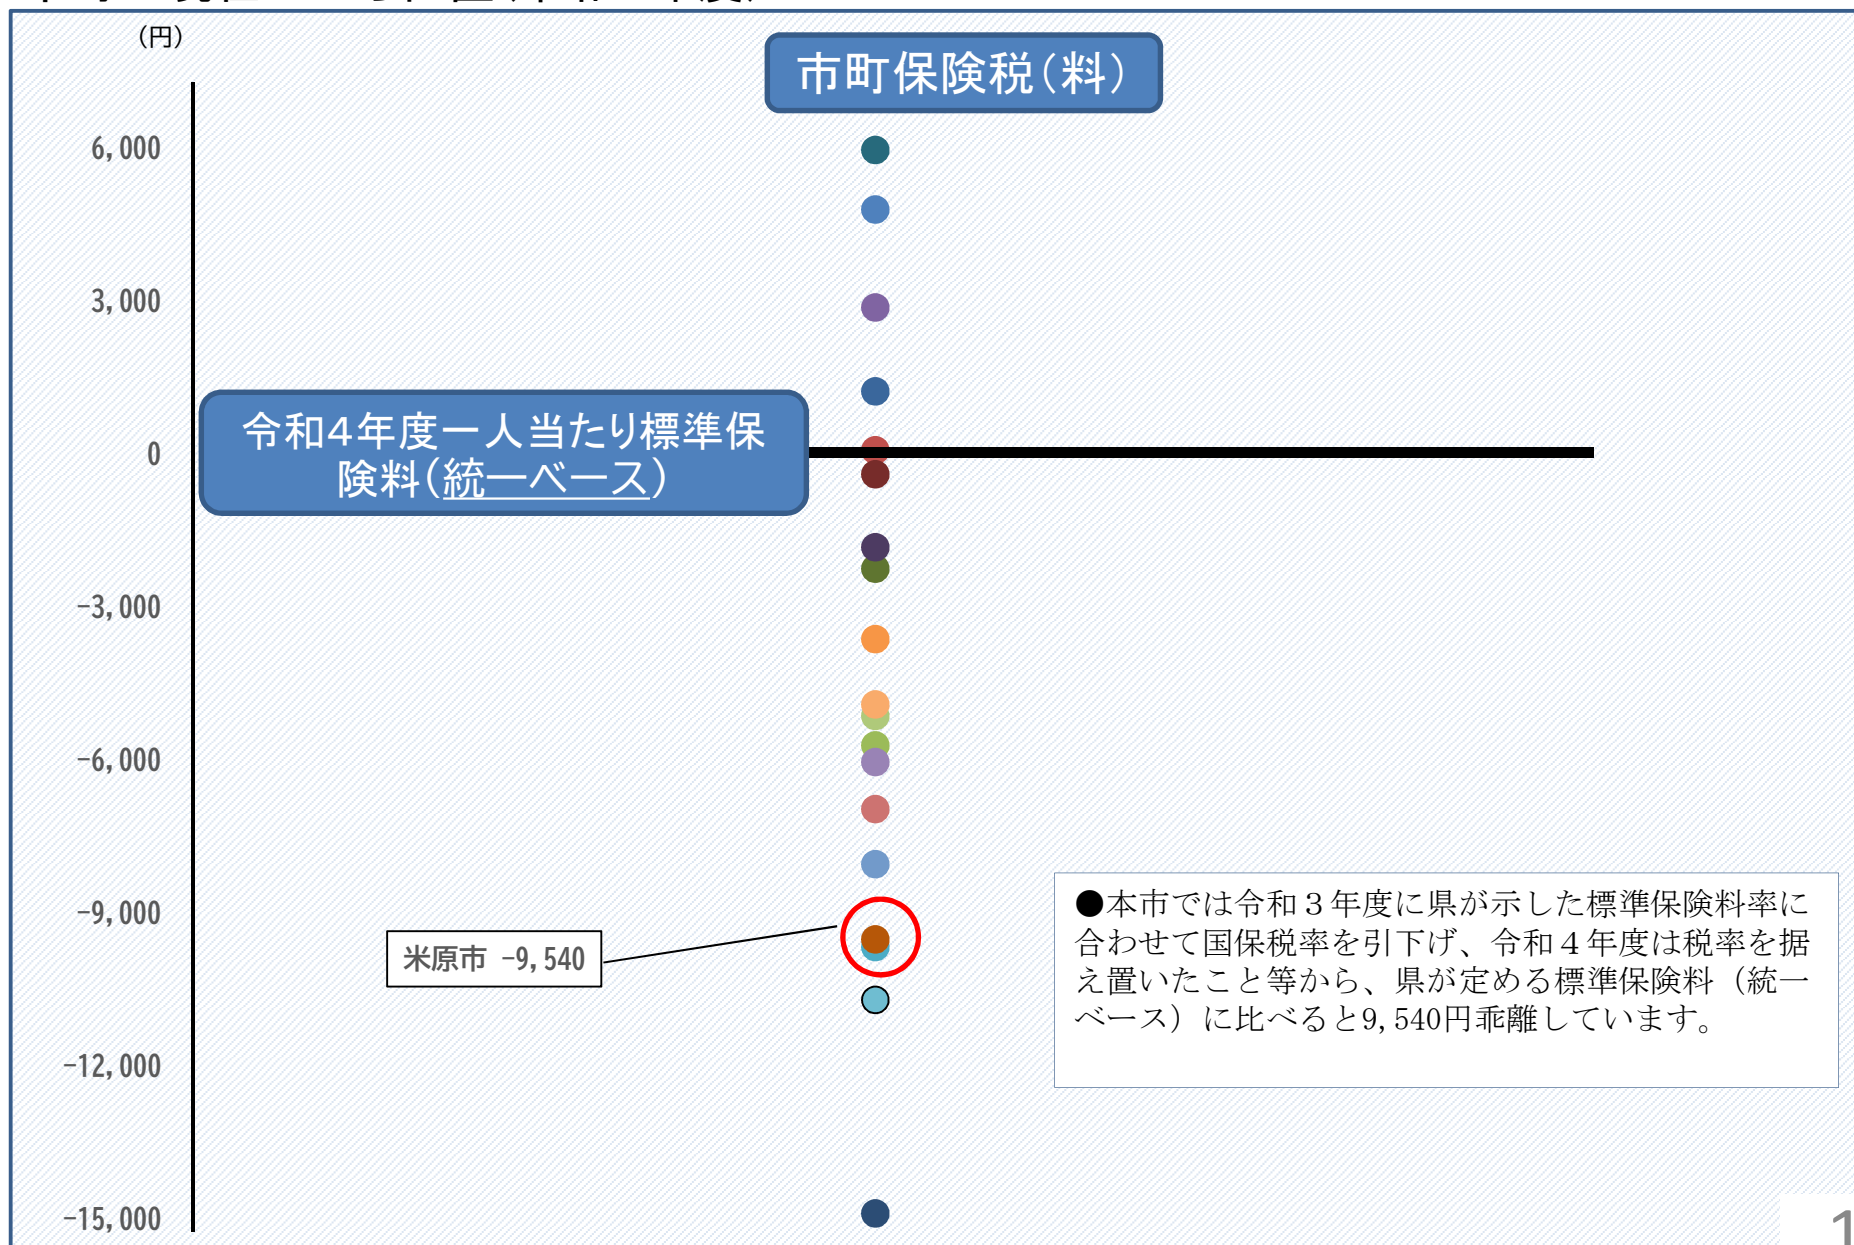 （円）
市町保険税（料）
6,000
3,000
令和4年度一人当たり標準保
険料（統一ベース）
0
-3,000
-6,000
-9,000
米原市 -9,540
●本市では令和３年度に県が示した標準保険料率に
合わせて国保税率を引下げ、令和４年度は税率を据
え置いたこと等から、県が定める標準保険料（統一
ベース）に比べると9,540円乖離しています。
-12,000
-15,000
1